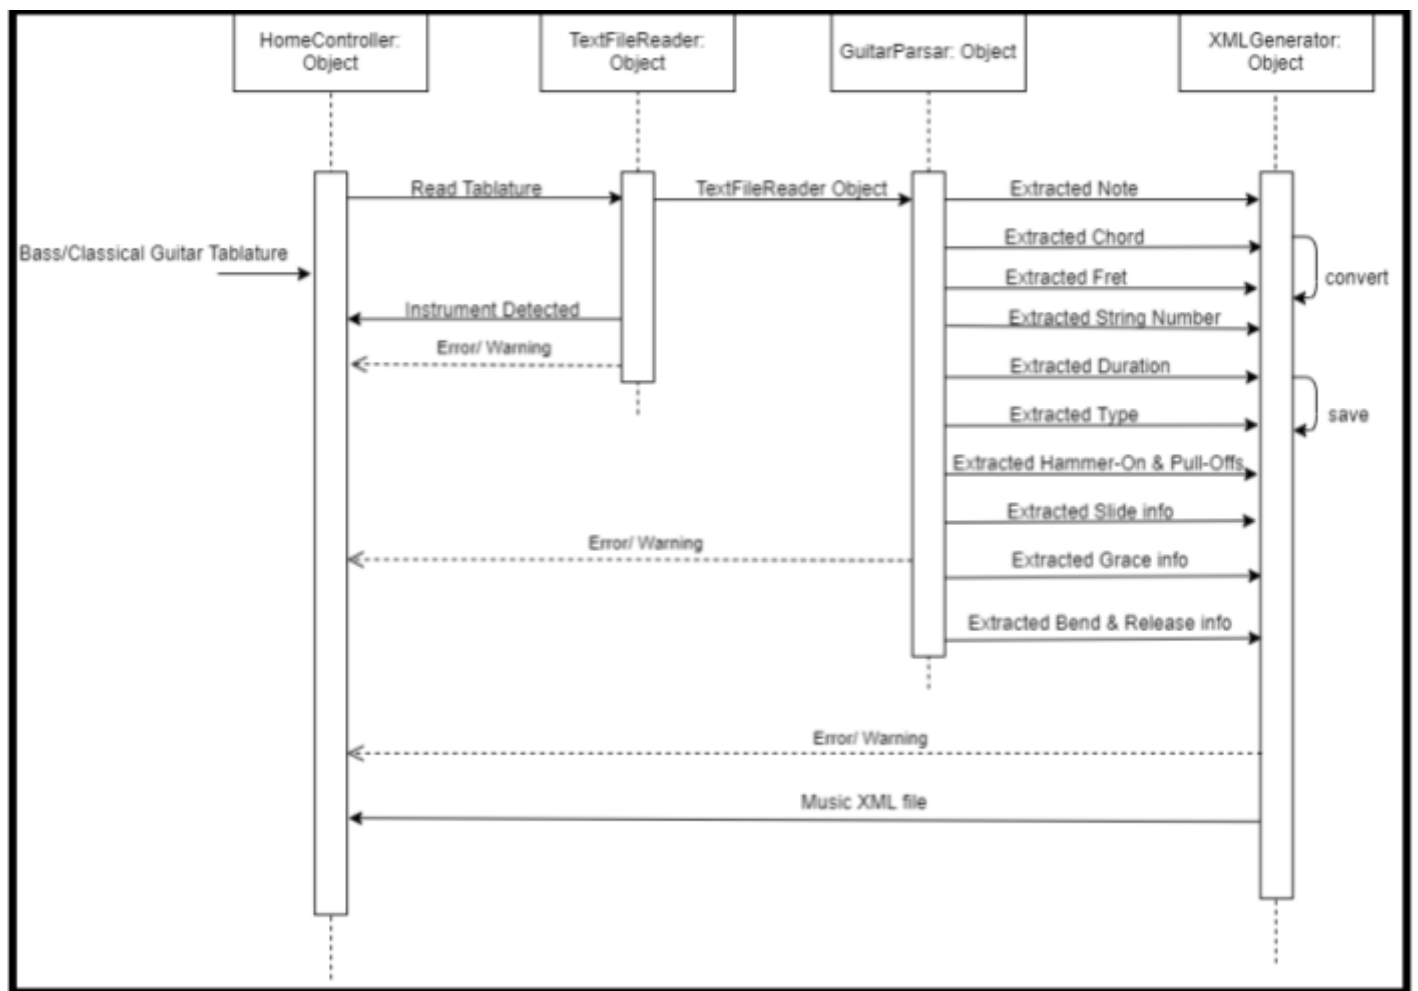 HomeController:
Object
TextFileReader:
Object
GuitarParsar: Object
XMLGenerator:
Object
Read Tablature
TextFileReader Object
Extracted Note
Extracted Chord
Bass/Classical Guitar Tablature
Extracted Fret
convert
Instrument Detected
Extracted String Number
Error/ Warning
Extracted Duration
Extracted Type
save
Extracted Hammer-On & Pull-Offs
Extracted Slide info
Error/ Warning
Extracted Grace info
Extracted Bend & Release info
Error/ Warning
Music XML file